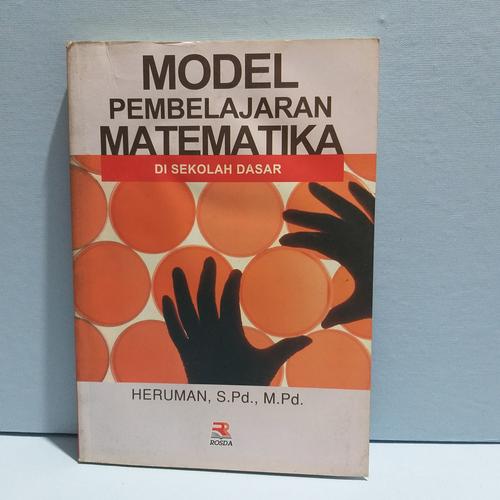 MODEL
PEMBELAJARAN
MATEMATIKA
DI SEKOLAH DASAR
HERUMAN, S.Pd., M.Pd.
ROSDA